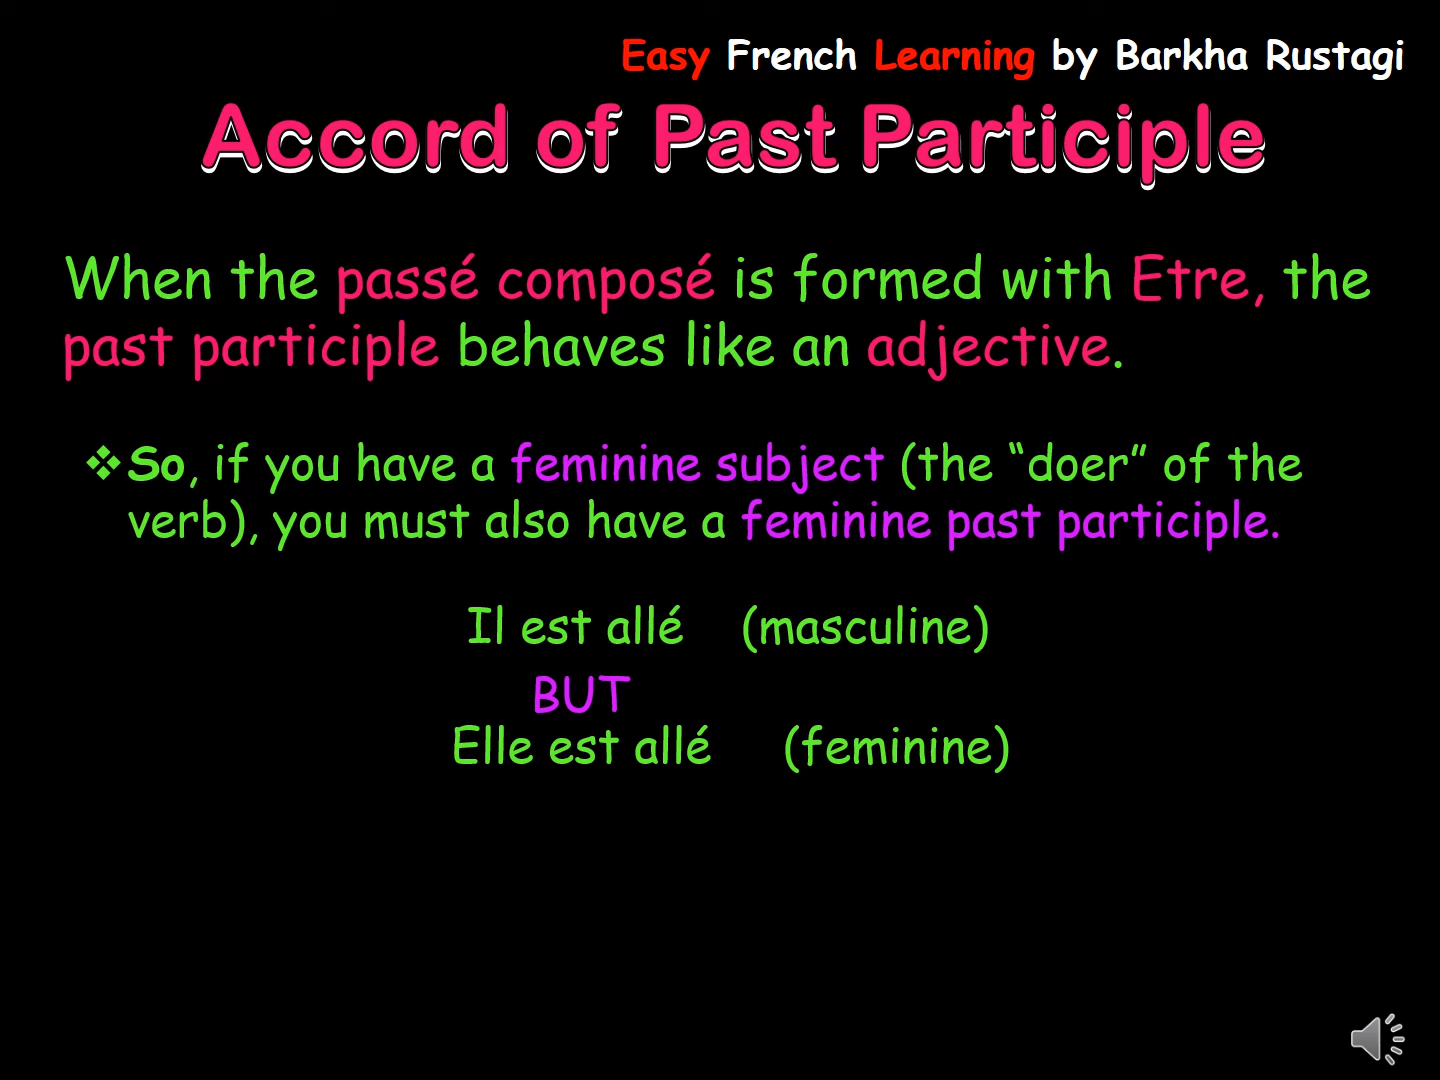 Easy French Learning by Barkha Rustagi
Accord of Past Participle
When the passé composé is formed with Etre, the
past participle behaves like an adjective.
❖So, if you have a feminine subject (the “doer” of the
verb), you must also have a feminine past participle.
Il est allé (masculine)
BUT
Elle est allé (feminine)